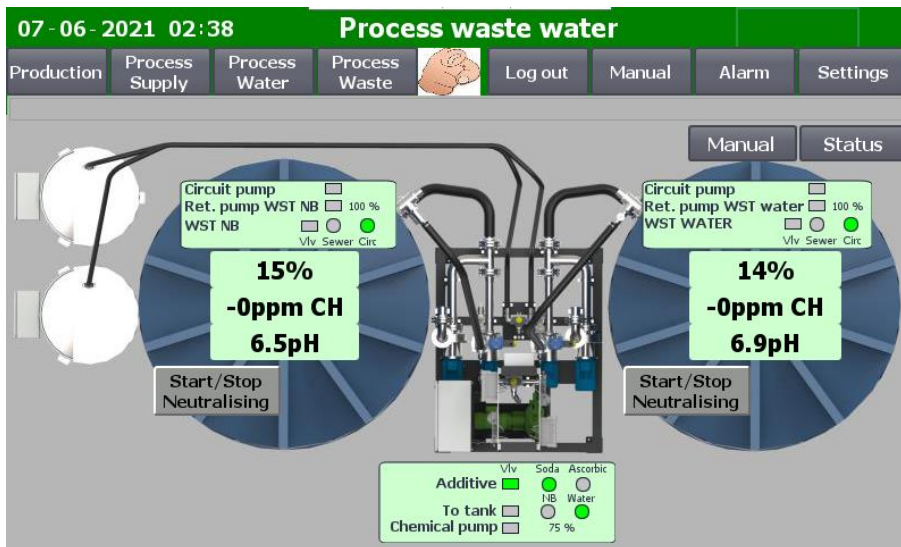 07-06-2021 02:38 Process waste water
Production Process Supply Process Water Process Waste Log out Manual Alarm Settings
Manual Status
Circuit pump
Ret. pump WST NB 100 %
WST NB
Vlv Sewer Circ
15%
-0ppm CH
6.5pH
Start/Stop
Neutralising
Circuit pump
Ret. pump WST water 100 %
WST WATER
Vlv Sewer Circ
14%
-0ppm CH
6.9pH
Start/Stop
Neutralising
Vlv Soda Ascorbic
Additive
NB Water
To tank
Chemical pump 75 %